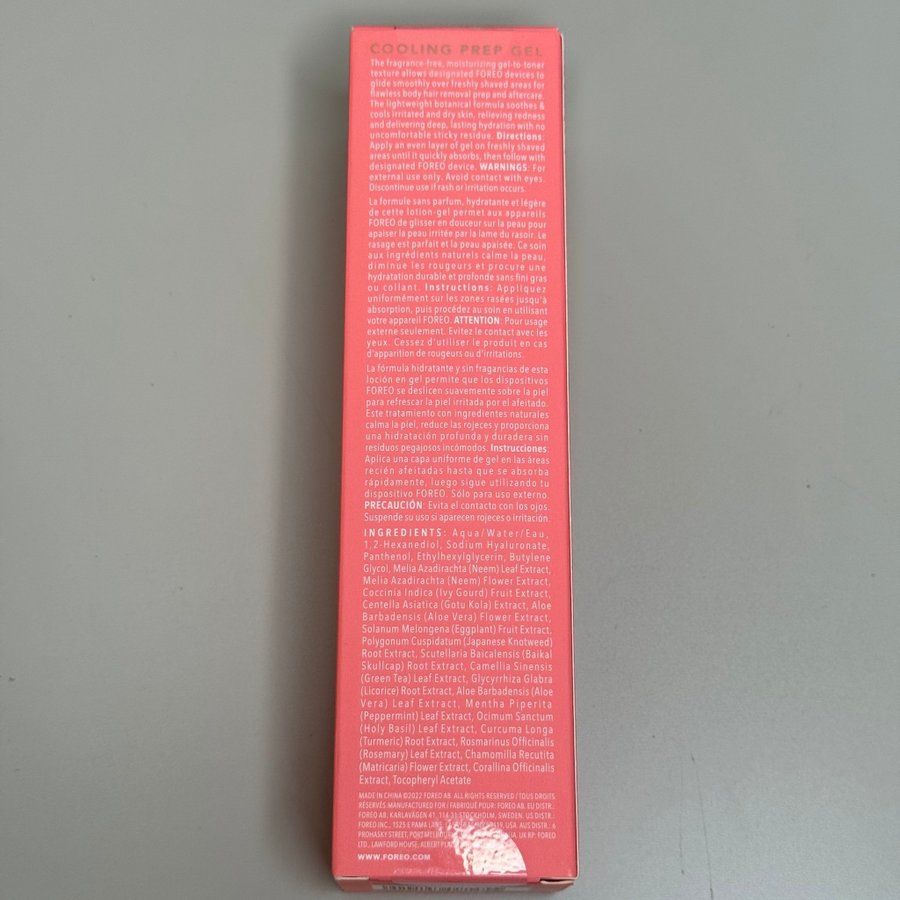 COOLING PREP GEL
The fragrance-free, moisturizing gel-to-toner
texture allows designated FOREO devices to
glide smoothly over freshly shaved areas for
flawless body hair removal prep and aftercare.
The lightweight botanical formula soothes &
cools irritated and dry skin, relieving redness
and delivering deep, lasting hydration with no
uncomfortable sticky residue. Directions:
Apply an even layer of gel on freshly shaved
areas until it quickly absorbs, then follow with
designated FOREO device. WARNINGS: For
external use only. Avoid contact with eyes.
Discontinue use if rash or irritation occurs.
La formule sans parfum, hydratante et légère
de cette lotion-gel permet aux appareils
FOREO de glisser en douceur sur la peau pour
apaiser la peau irritée par la lame du rasoir. Le
rasage est parfait et la peau apaisée. Ce soin
aux ingrédients naturels calme la peau,
diminue les rougeurs et procure une
hydratation durable et profonde sans fini gras
ou collant. Instructions: Appliquez
uniformément sur les zones rasées jusqu'à
absorption, puis procédez au soin en utilisant
votre appareil FOREO. ATTENTION: Pour usage
externe seulement. Evitez le contact avec les
yeux. Cessez d'utiliser le produit en cas
d'apparition de rougeurs ou d'irritations.
La fórmula hidratante y sin fragancias de esta
loción en gel permite que los dispositivos
FOREO se deslicen suavemente sobre la piel
para refrescar la piel irritada por el afeitado.
Este tratamiento con ingredientes naturales
calma la piel, reduce las rojeces y proporciona
una hidratación profunda y duradera sin
residuos pegajosos incómodos. Instrucciones:
Aplica una capa uniforme de gel en las áreas
recién afeitadas hasta que se absorba
rápidamente, luego sigue utilizando tu
dispositivo FOREO. Sólo para uso externo.
PRECAUCIÓN: Evita el contacto con los ojos.
Suspende su uso si aparecen rojeces o irritación.
INGREDIENTS: Aqua/Water/Eau,
1,2-Hexanediol, Sodium Hyaluronate,
Panthenol, Ethylhexylglycerin, Butylene
Glycol, Melia Azadirachta (Neem) Leaf Extract,
Melia Azadirachta (Neem) Flower Extract,
Coccinia Indica (Ivy Gourd) Fruit Extract,
Centella Asiatica (Gotu Kola) Extract, Aloe
Barbadensis (Aloe Vera) Flower Extract,
Solanum Melongena (Eggplant) Fruit Extract,
Polygonum Cuspidatum (Japanese Knotweed)
Root Extract, Scutellaria Baicalensis (Baikal
Skullcap) Root Extract, Camellia Sinensis
(Green Tea) Leaf Extract, Glycyrrhiza Glabra
(Licorice) Root Extract, Aloe Barbadensis (Aloe
Vera) Leaf Extract, Mentha Piperita
(Peppermint) Leaf Extract, Ocimum Sanctum
(Holy Basil) Leaf Extract, Curcuma Longa
(Turmeric) Root Extract, Rosmarinus Officinalis
(Rosemary) Leaf Extract, Chamomilla Recutita
(Matricaria) Flower Extract, Corallina Officinalis
Extract, Tocopheryl Acetate
MADE IN CHINA ©2022 FOREO AB. ALL RIGHTS RESERVED / TOUS DROITS
RÉSERVÉS. MANUFACTURED FOR / FABRIQUÉ POUR: FOREO AB. EU DISTR.:
FOREO AB, KARLAVÄGEN 41, 114 31 STOCKHOLM, SWEDEN. US DISTR.:
FOREO INC., 1525 E PAMA LANE, USA. AUS DISTR.: 6
PROHASKY STREET, PORT UK RP: FOREO
LTD., LAWFORD HOUSE, ALBERT
WWW.FOREO.COM